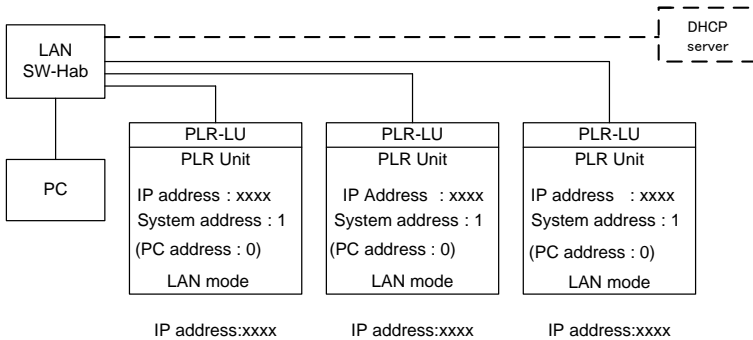 LAN
SW-Hab
DHCP
server
PC
PLR-LU
PLR Unit
IP address : xxxx
System address : 1
(PC address : 0)
LAN mode
IP address:xxxx
PLR-LU
PLR Unit
IP Address : xxxx
System address : 1
(PC address : 0)
LAN mode
IP address:xxxx
PLR-LU
PLR Unit
IP address : xxxx
System address : 1
(PC address : 0)
LAN mode
IP address:xxxx